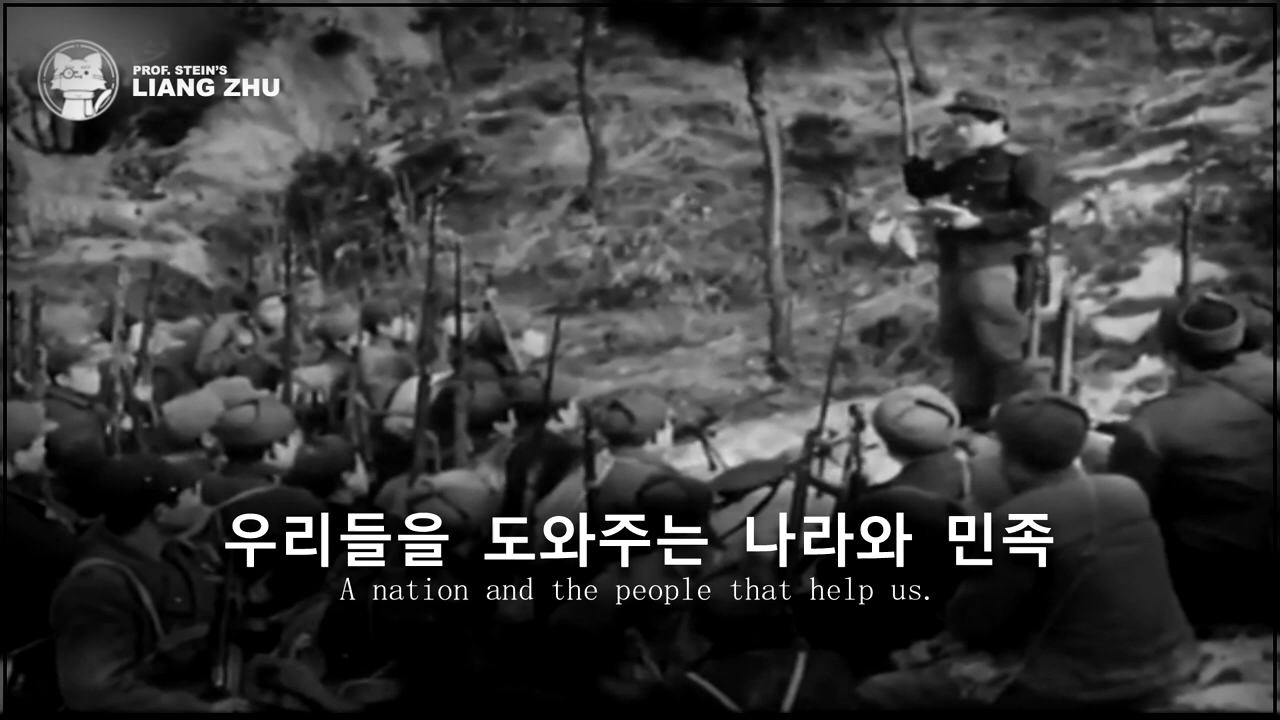 PROF. STEIN'S
LIANG ZHU
우리들을 도와주는 나라와 민족
A nation and the people that help us.